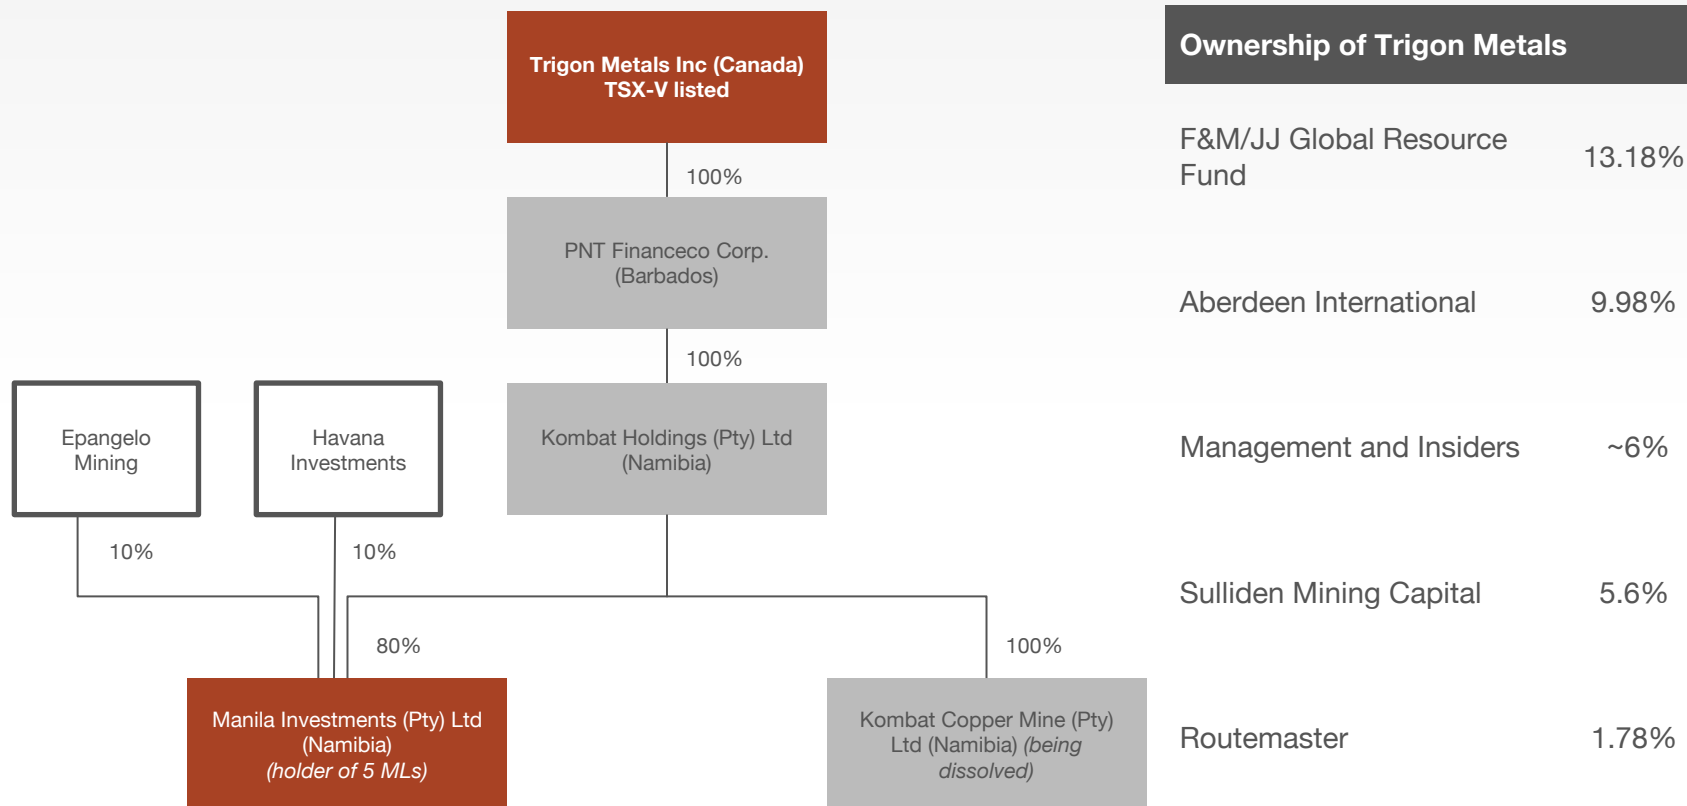 Trigon Metals Inc (Canada)
TSX-V listed
100%
PNT Financeco Corp.
(Barbados)
100%
Epangelo
Mining
Havana
Investments
Kombat Holdings (Pty) Ltd
(Namibia)
10%
10%
80%
100%
Manila Investments (Pty) Ltd
(Namibia)
(holder of 5 MLs)
Kombat Copper Mine (Pty)
Ltd (Namibia) (being
dissolved)
Ownership of Trigon Metals
F&M/JJ Global Resource
Fund
13.18%
Aberdeen International
9.98%
Management and Insiders
~6%
Sulliden Mining Capital
5.6%
Routemaster
1.78%